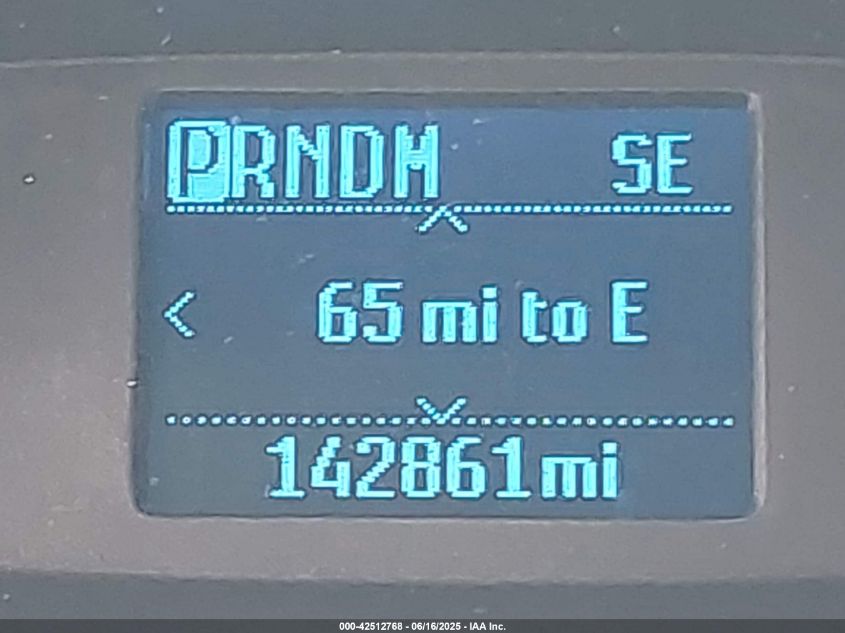 PRNDM SE
65 mi to E
142861mi
000-42512768 - 06/16/2025 - IAA Inc.